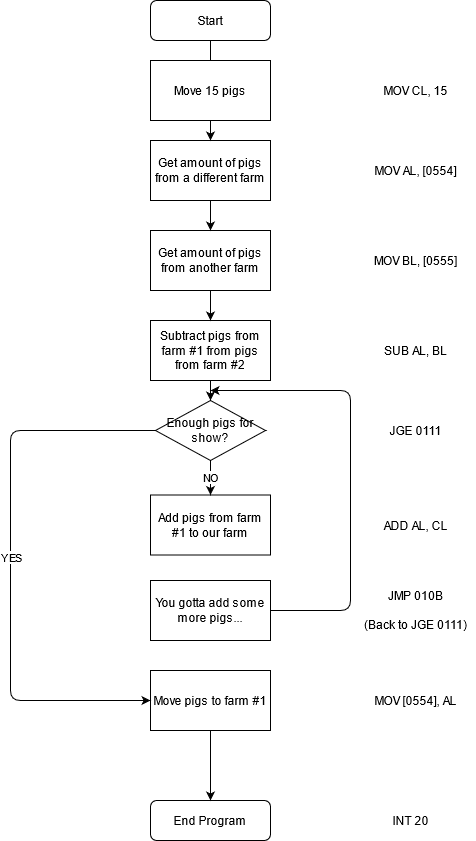 Start
Move 15 pigs
MOV CL, 15
Get amount of pigs
from a different farm
MOV AL, [0554]
Get amount of pigs
from another farm
MOV BL, [0555]
Subtract pigs from
farm #1 from pigs
from farm #2
SUB AL, BL
Enough pigs for
show?
JGE 0111
NO
Add pigs from farm
#1 to our farm
ADD AL, CL
YES
You gotta add some
more pigs...
JMP 010B
(Back to JGE 0111)
Move pigs to farm #1
MOV [0554], AL
End Program
INT 20